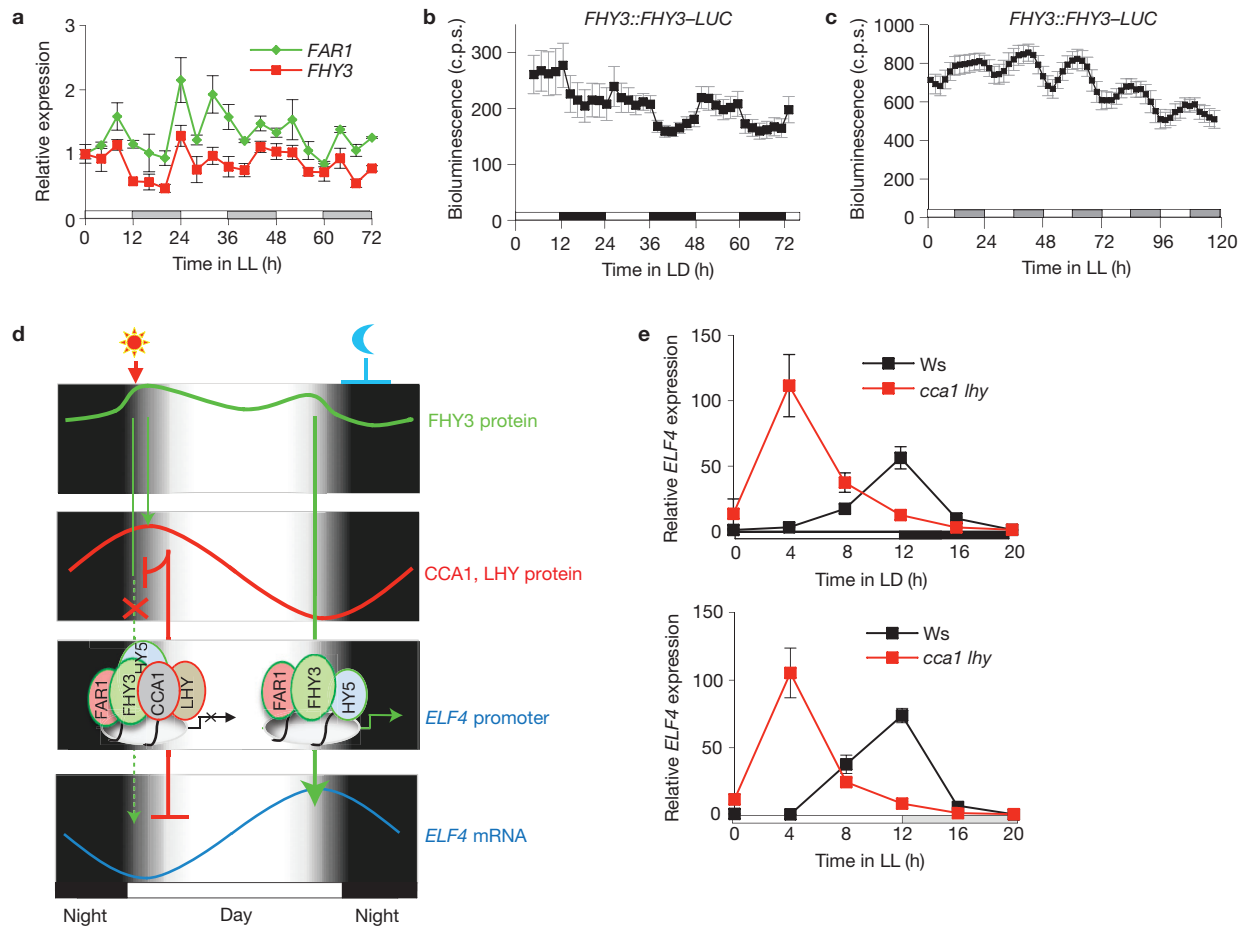 a
3
2
1
0
Relative expression
FAR1
FHY3
0 12 24 36 48 60 72
Time in LL (h)
b
FHY3::FHY3–LUC
300
200
100
0
Bioluminescence (c.p.s.)
0 12 24 36 48 60 72
Time in LD (h)
c
FHY3::FHY3–LUC
1000
800
600
400
200
0
Bioluminescence (c.p.s.)
0 24 48 72 96 120
Time in LL (h)
d
FHY3 protein
CCA1, LHY protein
FAR1
FHY3
HY5
CCA1
LHY
FAR1
FHY3
HY5
ELF4 promoter
ELF4 mRNA
Night Day Night
e
150
100
50
0
Relative ELF4 expression
Ws
cca1 lhy
0 4 8 12 16 20
Time in LD (h)
150
100
50
0
Relative ELF4 expression
Ws
cca1 lhy
0 4 8 12 16 20
Time in LL (h)